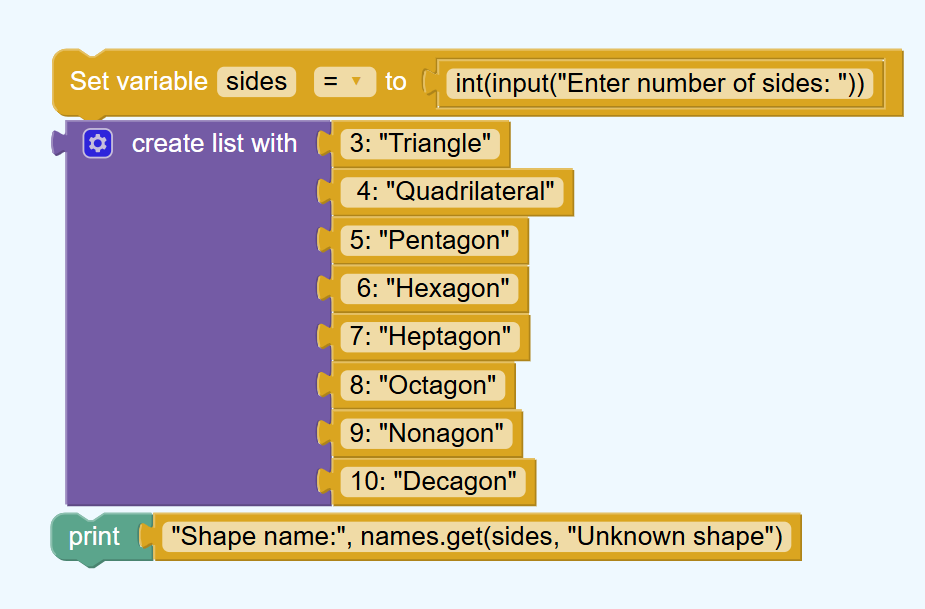 Set variable sides = to int(input("Enter number of sides: "))
create list with 3: "Triangle"
4: "Quadrilateral"
5: "Pentagon"
6: "Hexagon"
7: "Heptagon"
8: "Octagon"
9: "Nonagon"
10: "Decagon"
print "Shape name:", names.get(sides, "Unknown shape")